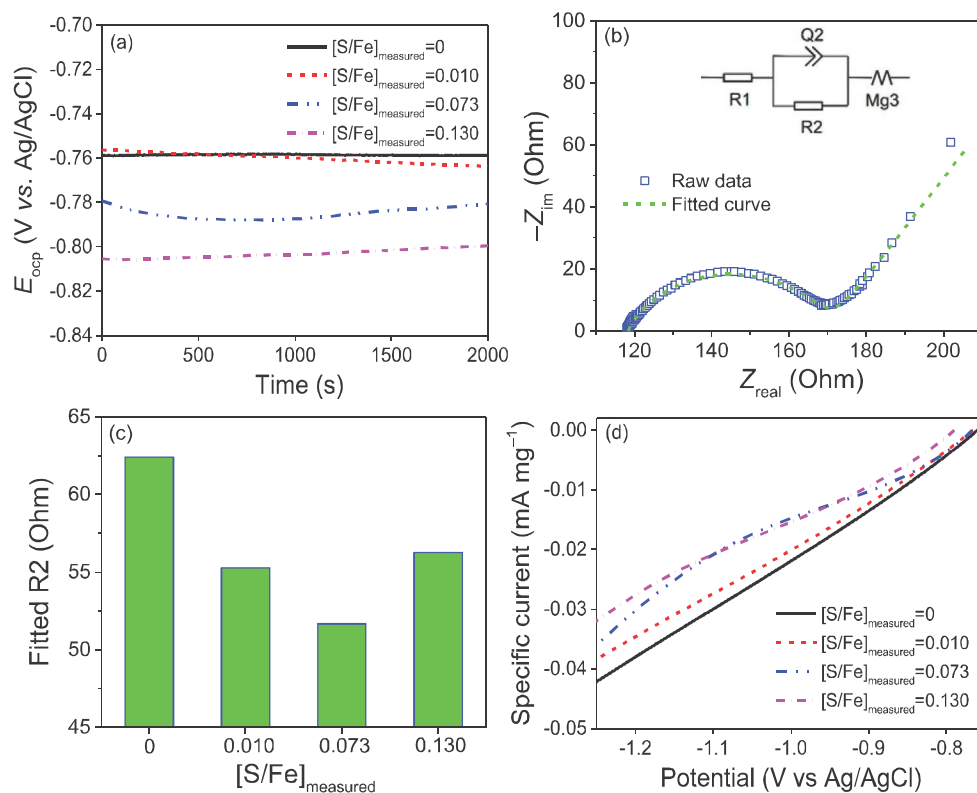 (a)
[S/Fe]measured=0
[S/Fe]measured=0.010
[S/Fe]measured=0.073
[S/Fe]measured=0.130
-0.70
-0.72
-0.74
-0.76
-0.78
-0.80
-0.82
-0.84
Eocp (V vs. Ag/AgCl)
0 500 1000 1500 2000
Time (s)
(b)
Q2
R1
R2
Mg3
Raw data
Fitted curve
100
80
60
40
20
0
–Zim (Ohm)
120 140 160 180 200
Zreal (Ohm)
(c)
65
60
55
50
45
Fitted R2 (Ohm)
0 0.010 0.073 0.130
[S/Fe]measured
(d)
0.00
-0.01
-0.02
-0.03
-0.04
-0.05
Specific current (mA mg–1)
[S/Fe]measured=0
[S/Fe]measured=0.010
[S/Fe]measured=0.073
[S/Fe]measured=0.130
-1.2 -1.1 -1.0 -0.9 -0.8
Potential (V vs Ag/AgCl)